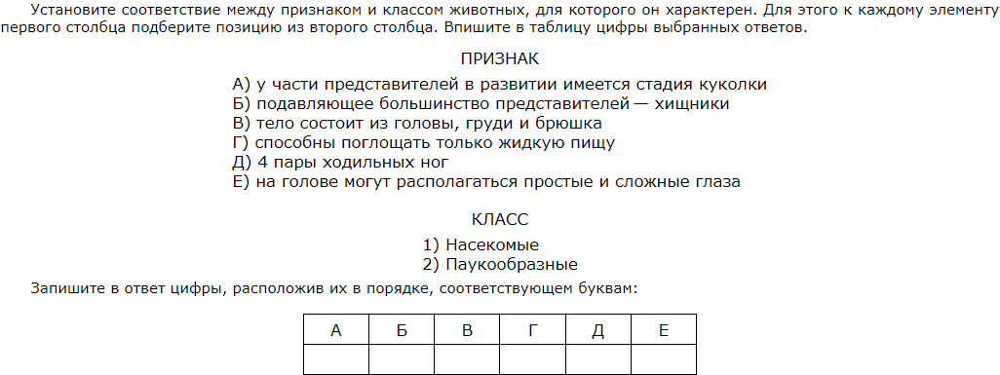 Установите соответствие между признаком и классом животных, для которого он характерен. Для этого к каждому элементу
первого столбца подберите позицию из второго столбца. Впишите в таблицу цифры выбранных ответов.
ПРИЗНАК
А) у части представителей в развитии имеется стадия куколки
Б) подавляющее большинство представителей — хищники
В) тело состоит из головы, груди и брюшка
Г) способны поглощать только жидкую пищу
Д) 4 пары ходильных ног
Е) на голове могут располагаться простые и сложные глаза
КЛАСС
1) Насекомые
2) Паукообразные
Запишите в ответ цифры, расположив их в порядке, соответствующем буквам:
А Б В Г Д Е